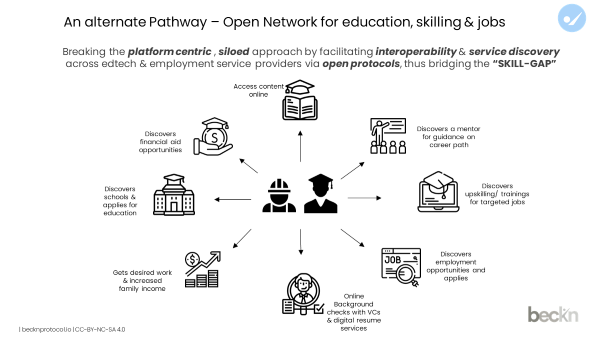 An alternate Pathway – Open Network for education, skilling & jobs
Breaking the platform centric , siloed approach by facilitating interoperability & service discovery
across edtech & employment service providers via open protocols, thus bridging the “SKILL-GAP”
Access content
online
Discovers
financial aid
opportunities
$
Discovers a mentor
for guidance on
career path
Discovers
schools &
applies for
education
Discovers
upskilling/ trainings
for targeted jobs
Gets desired work
& increased
family income
$
JOB
Discovers
employment
opportunities and
applies
Online
Background
checks with VCs
& digital resume
services
beckn
| becknprotocol.io | CC-BY-NC-SA 4.0